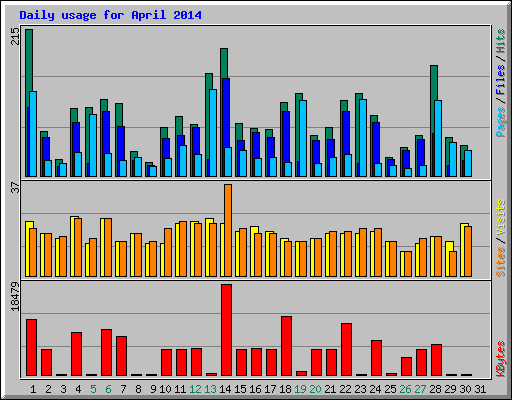 Daily usage for April 2014
215
Pages / Files / Hits
37
Sites / Visits
18479
KBytes
1 2 3 4 5 6 7 8 9 10 11 12 13 14 15 16 17 18 19 20 21 22 23 24 25 26 27 28 29 30 31